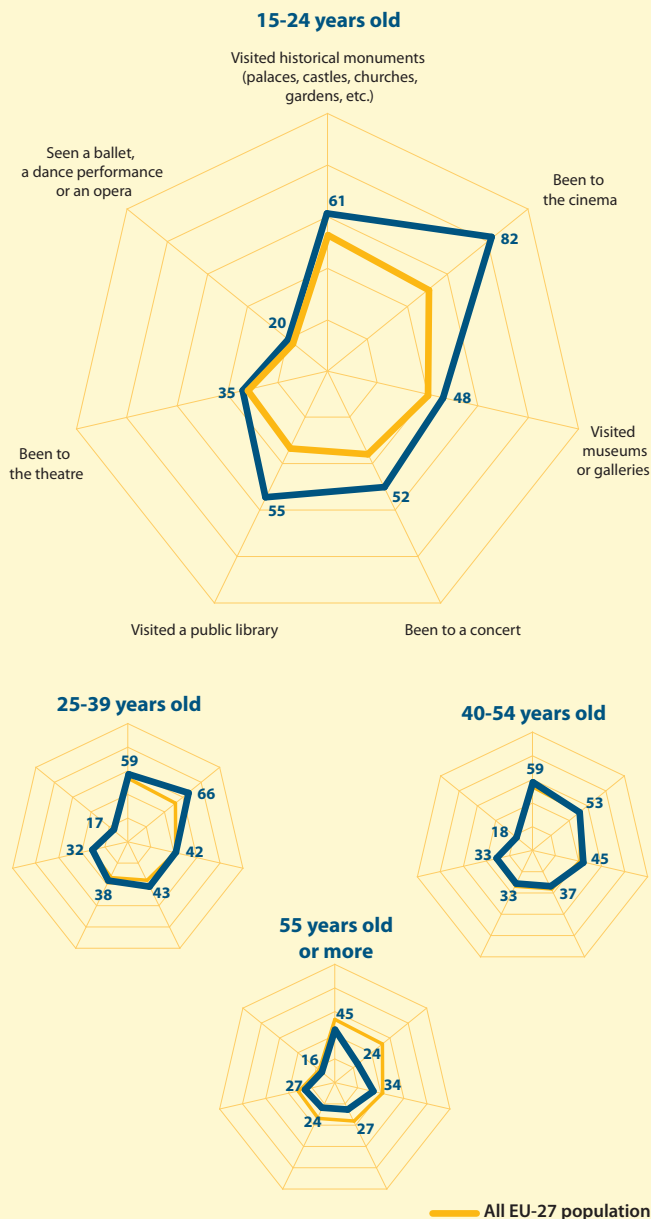 15-24 years old
Visited historical monuments
(palaces, castles, churches,
gardens, etc.)
Seen a ballet,
a dance performance
or an opera
Been to
the cinema
61
82
20
35
48
Been to
the theatre
Visited
museums
or galleries
55
52
Visited a public library
Been to a concert
25-39 years old
59
66
17
32
42
38
43
40-54 years old
59
53
18
33
45
33
37
55 years old
or more
45
24
16
27
34
24
27
All EU-27 population